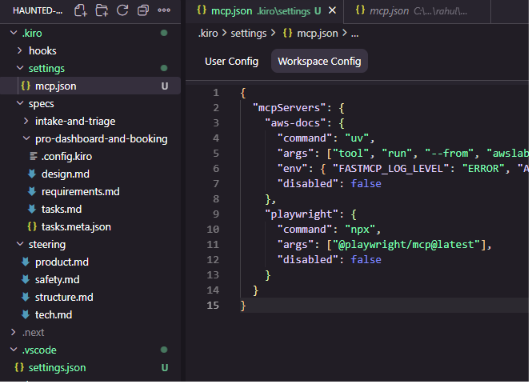 HAUNTED-...
.kiro
hooks
settings
mcp.json U
specs
intake-and-triage
pro-dashboard-and-booking
.config.kiro
design.md
requirements.md
tasks.md
tasks.meta.json
steering
product.md
safety.md
structure.md
tech.md
.next
.vscode
settings.json U
mcp.json .kiro\settings U
mcp.json C:\...\rahul\...
.kiro > settings > mcp.json > ...
User Config Workspace Config
1 {
2 "mcpServers": {
3 "aws-docs": {
4 "command": "uv",
5 "args": ["tool", "run", "--from", "awslab
6 "env": { "FASTMCP_LOG_LEVEL": "ERROR", "A
7 "disabled": false
8 },
9 "playwright": {
10 "command": "npx",
11 "args": ["@playwright/mcp@latest"],
12 "disabled": false
13 }
14 }
15 }